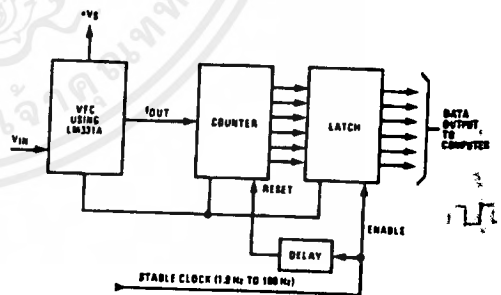 +VS
VFC
USING
LM331A
VIN
fOUT
COUNTER
LATCH
DATA
OUTPUT
TO
COMPUTER
RESET
ENABLE
DELAY
STABLE CLOCK (1.0 Hz TO 100 Hz)